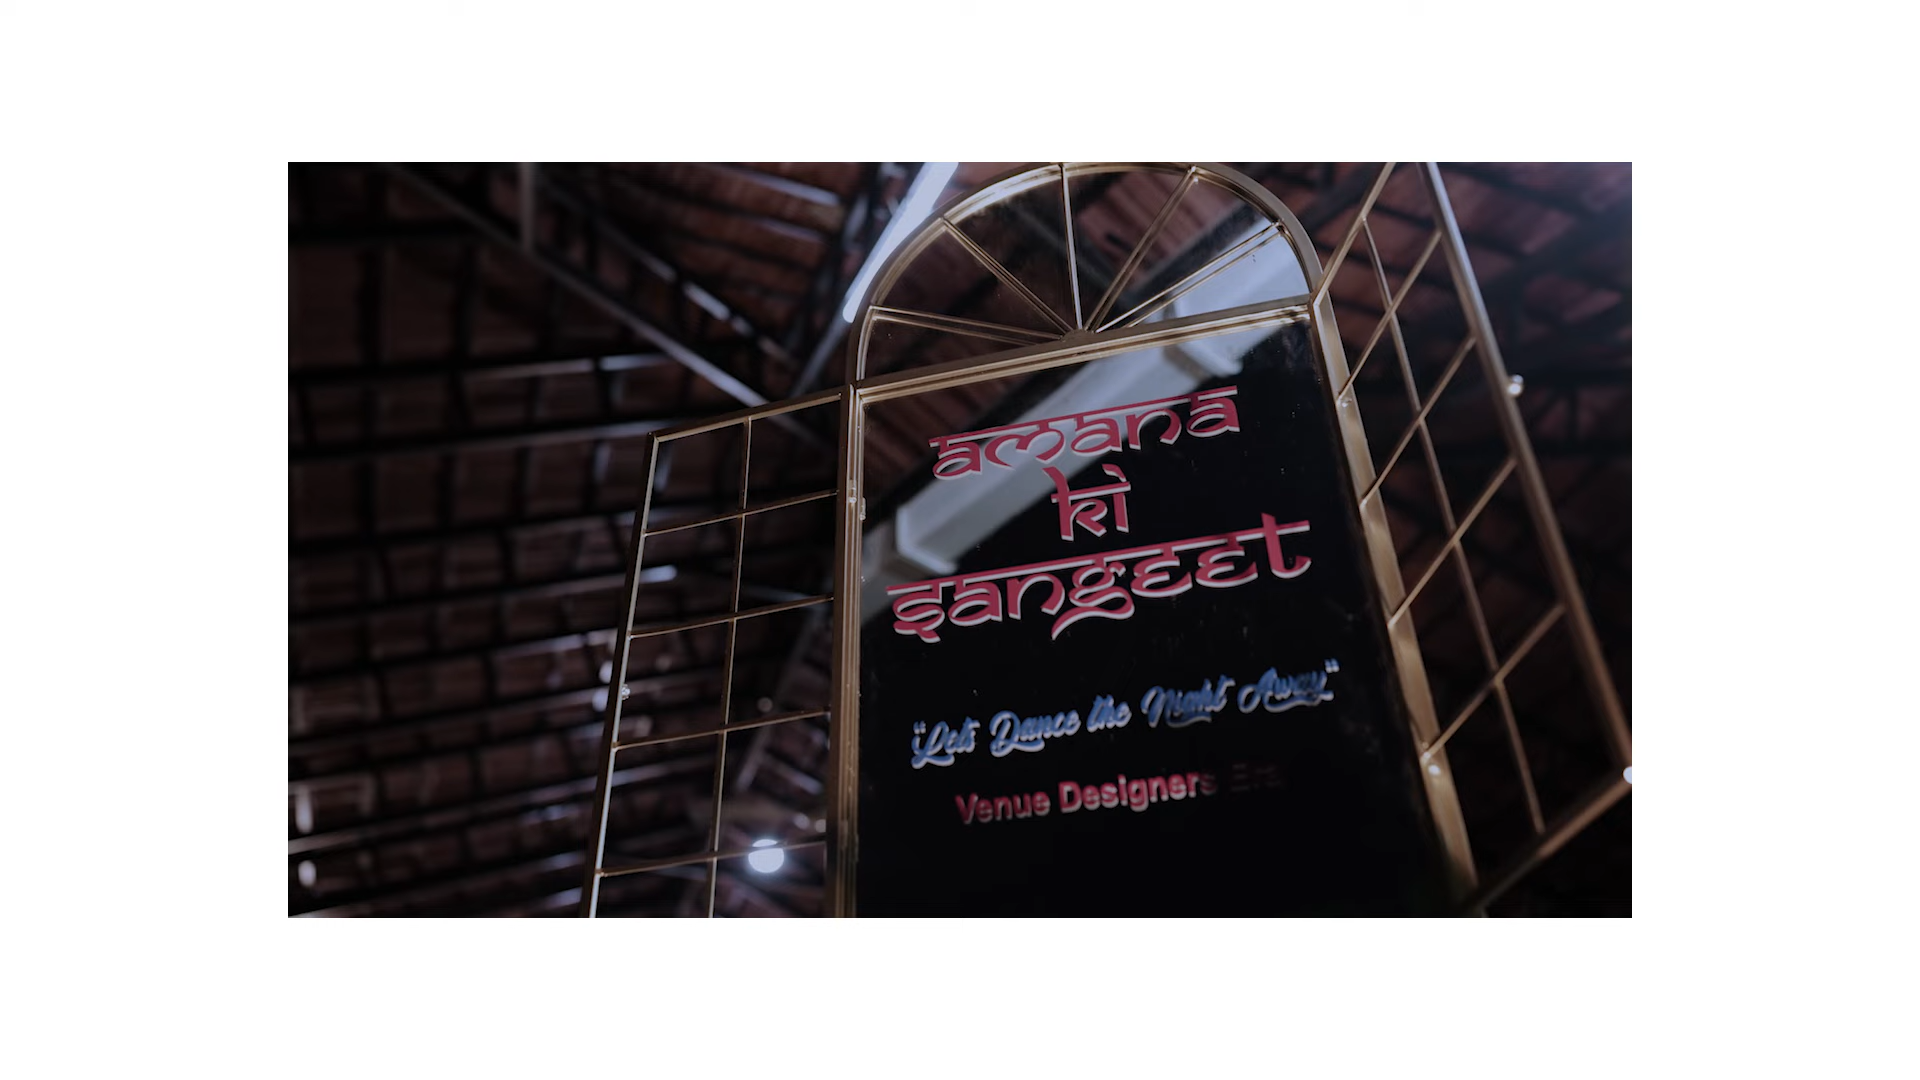 amana
ki
sangeet
“Lets Dance the Night Away“
Venue Designers